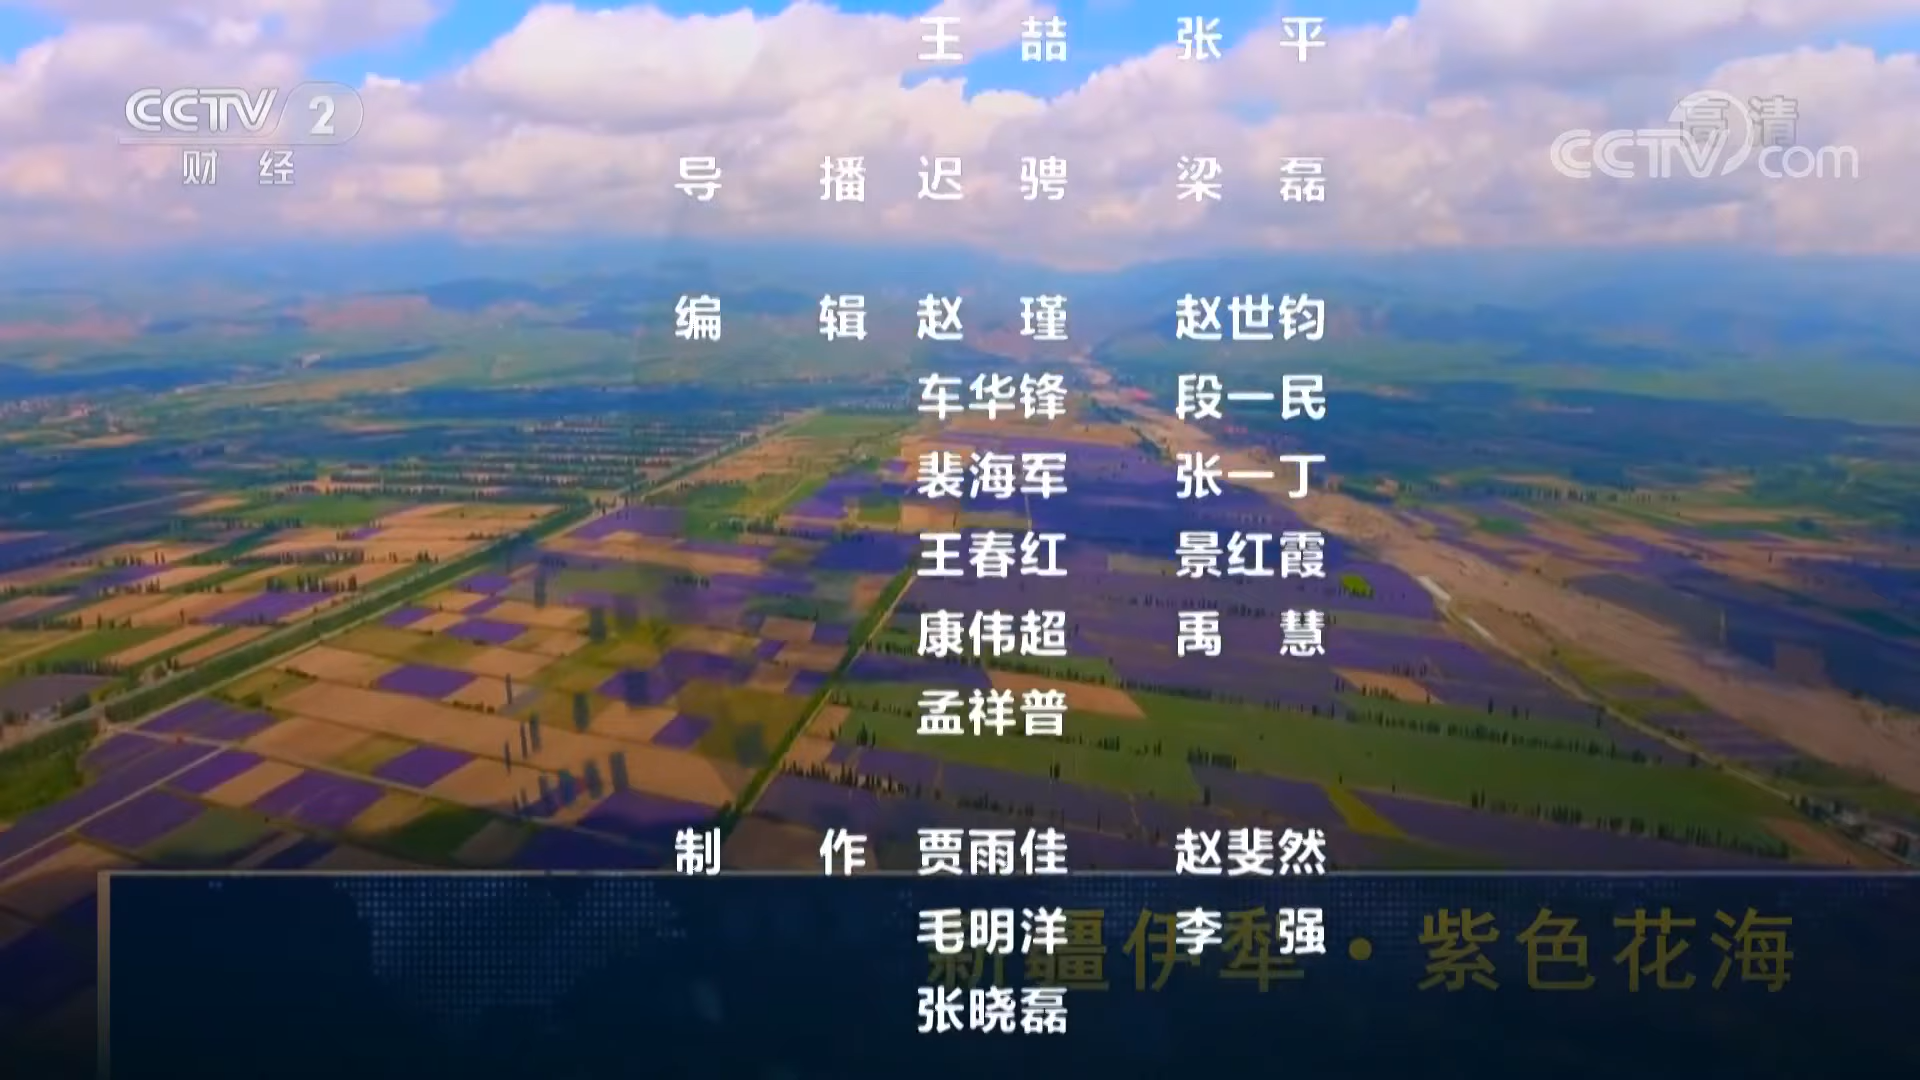 王喆 张平
CCTV 2
财经
高清
CCTV.com
导播 迟骋 梁磊
编辑 赵瑾 赵世钧
车华锋 段一民
裴海军 张一丁
王春红 景红霞
康伟超 禹慧
孟祥普
制作 贾雨佳 赵斐然
毛明洋 李强
新疆伊犁·紫色花海
张晓磊